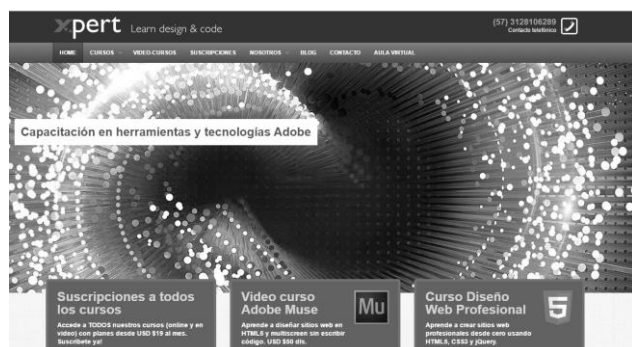 xpert Learn design & code
(57) 3128106289
Contacto telefónico
HOME CURSOS VIDEO-CURSOS SUSCRIPCIONES NOSOTROS BLOG CONTACTO AULA VIRTUAL
Capacitación en herramientas y tecnologías Adobe
Suscripciones a todos
los cursos
Accede a TODOS nuestros cursos (online y en
video) con planes desde USD $19 al mes.
Suscríbete ya!
Video curso
Adobe Muse
Mu
Aprende a diseñar sitios web en
HTML5 y multiscreen sin escribir
código. USD $50 dls.
Curso Diseño
Web Profesional
5
Aprende a crear sitios web
profesionales desde cero usando
HTML5, CSS3 y jQuery.